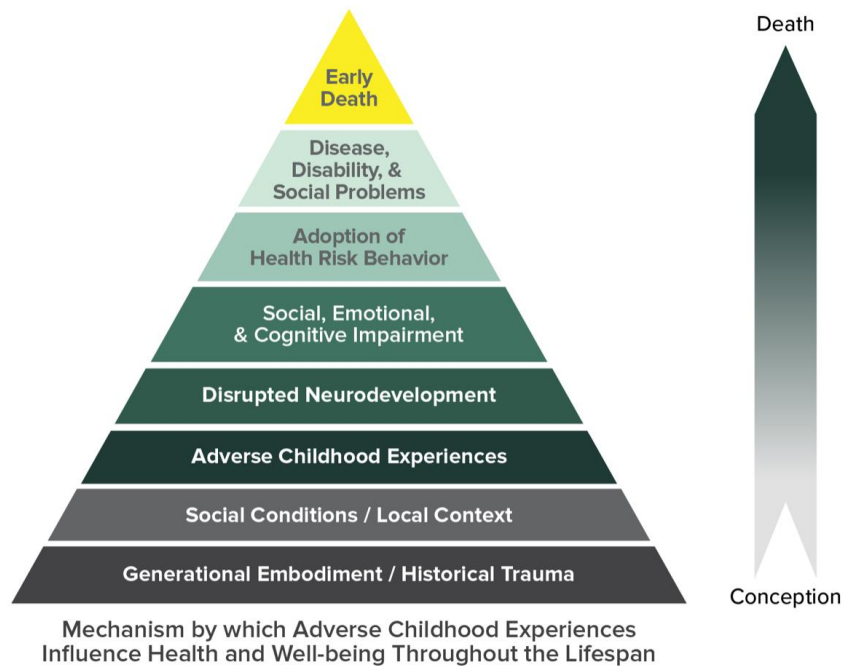 Death
Early
Death
Disease,
Disability, &
Social Problems
Adoption of
Health Risk Behavior
Social, Emotional,
& Cognitive Impairment
Disrupted Neurodevelopment
Adverse Childhood Experiences
Social Conditions / Local Context
Generational Embodiment / Historical Trauma
Conception
Mechanism by which Adverse Childhood Experiences
Influence Health and Well-being Throughout the Lifespan